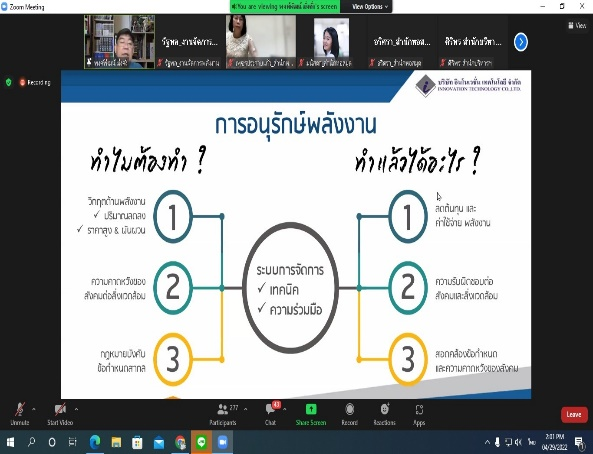 Zoom Meeting
You are viewing
screen
View Options
View
Recording
บริษัท อินโนเวชั่น เทคโนโลยี จำกัด
INNOVATION TECHNOLOGY CO.,LTD.
การอนุรักษ์พลังงาน
ทำไมต้องทำ ?
ทำแล้วได้อะไร ?
วิกฤตด้านพลังงาน
✓ ปริมาณลดลง
✓ ราคาสูง & ผันผวน
1
ความคาดหวังของ
สังคมต่อสิ่งแวดล้อม
2
กฎหมายบังคับ
ข้อกำหนดสากล
3
ระบบการจัดการ
✓ เทคนิค
✓ ความร่วมมือ
1
ลดต้นทุน และ
ค่าใช้จ่าย พลังงาน
2
ความรับผิดชอบต่อ
สังคมและสิ่งแวดล้อม
3
สอดคล้องข้อกำหนด
และความคาดหวังของสังคม
Unmute
Start Video
Participants
277
Chat
43
Share Screen
Record
Reactions
Apps
Leave
2:01 PM
04/29/2022